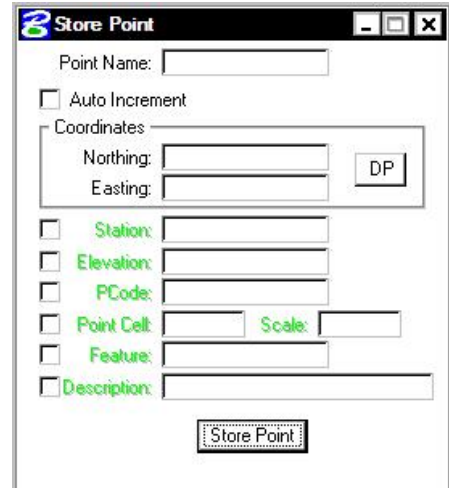 Store Point
Point Name:
Auto Increment
Coordinates
Northing:
DP
Easting:
Station:
Elevation:
PCode:
Point Cell: Scale:
Feature:
Description:
Store Point